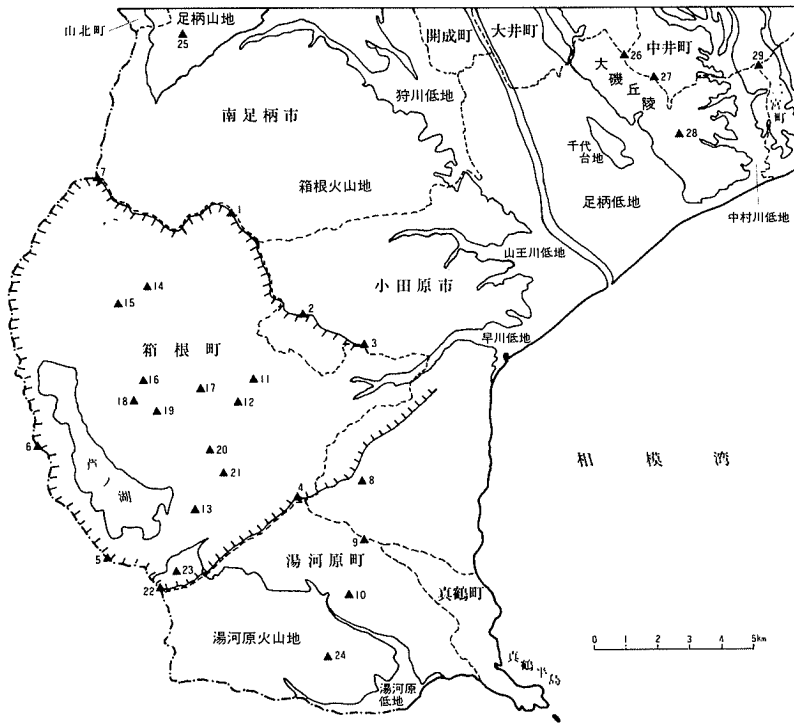 山北町
足柄山地
25
開成町
大井町
中井町
26
27
29
大磯丘陵
宮町
28
狩川低地
南足柄市
千代台地
箱根火山地
足柄低地
中村川低地
7
1
山王川低地
小田原市
14
15
2
3
早川低地
箱根町
16
17
11
18
19
12
6
20
21
芦ノ湖
相模湾
4
8
13
5
23
22
9
湯河原町
10
真鶴町
湯河原火山地
24
湯河原低地
真鶴半島
0 1 2 3 4 5km